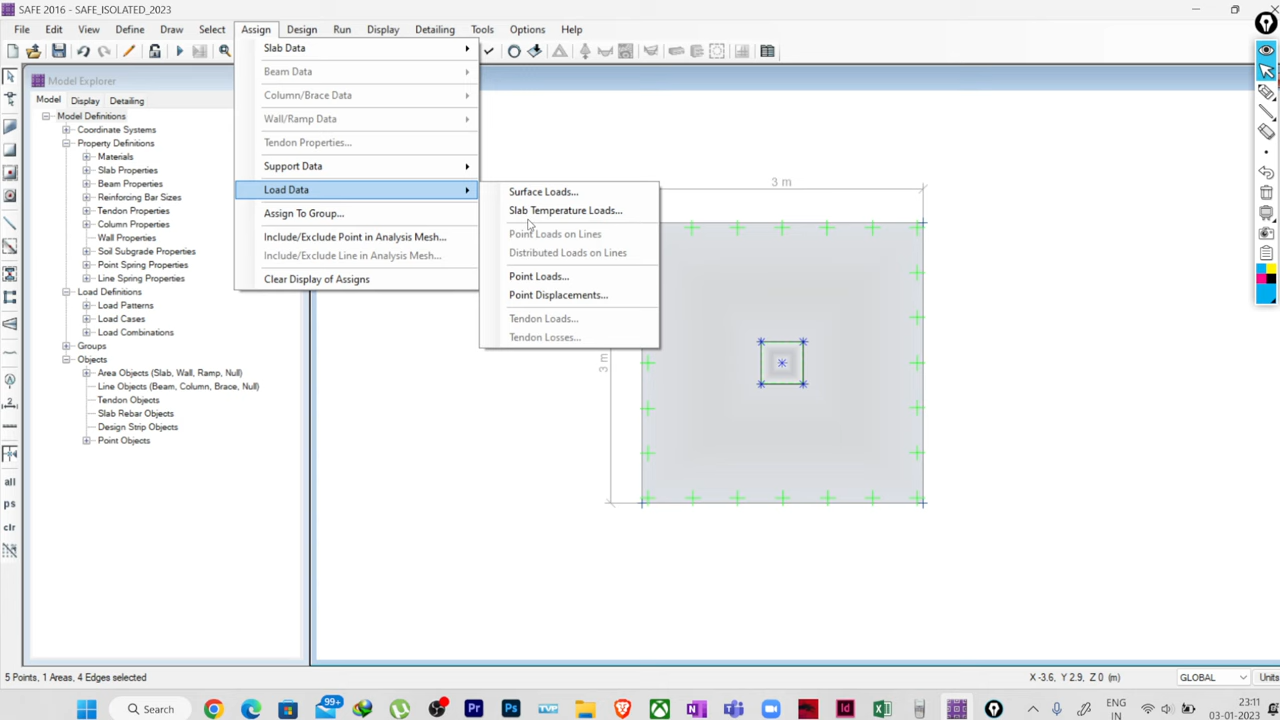 SAFE 2016 - SAFE_ISOLATED_2023
File Edit View Define Draw Select Assign Design Run Display Detailing Tools Options Help
Slab Data
Beam Data
Column/Brace Data
Wall/Ramp Data
Tendon Properties...
Support Data
Load Data
Assign To Group...
Include/Exclude Point in Analysis Mesh...
Include/Exclude Line in Analysis Mesh...
Clear Display of Assigns
Surface Loads...
Slab Temperature Loads...
Point Loads on Lines
Distributed Loads on Lines
Point Loads...
Point Displacements...
Tendon Loads...
Tendon Losses...
Model Explorer
Model Display Detailing
Model Definitions
Coordinate Systems
Property Definitions
Materials
Slab Properties
Beam Properties
Reinforcing Bar Sizes
Tendon Properties
Column Properties
Wall Properties
Soil Subgrade Properties
Point Spring Properties
Line Spring Properties
Load Definitions
Load Patterns
Load Cases
Load Combinations
Groups
Objects
Area Objects (Slab, Wall, Ramp, Null)
Line Objects (Beam, Column, Brace, Null)
Tendon Objects
Slab Rebar Objects
Design Strip Objects
Point Objects
all
ps
clr
3 m
3 m
5 Points, 1 Areas, 4 Edges selected
X -3.6, Y 2.9, Z 0 (m)
GLOBAL
Units
Search
99+
Pr
Ps
TVP
N
Id
ENG
IN
23:11
03-01-2023